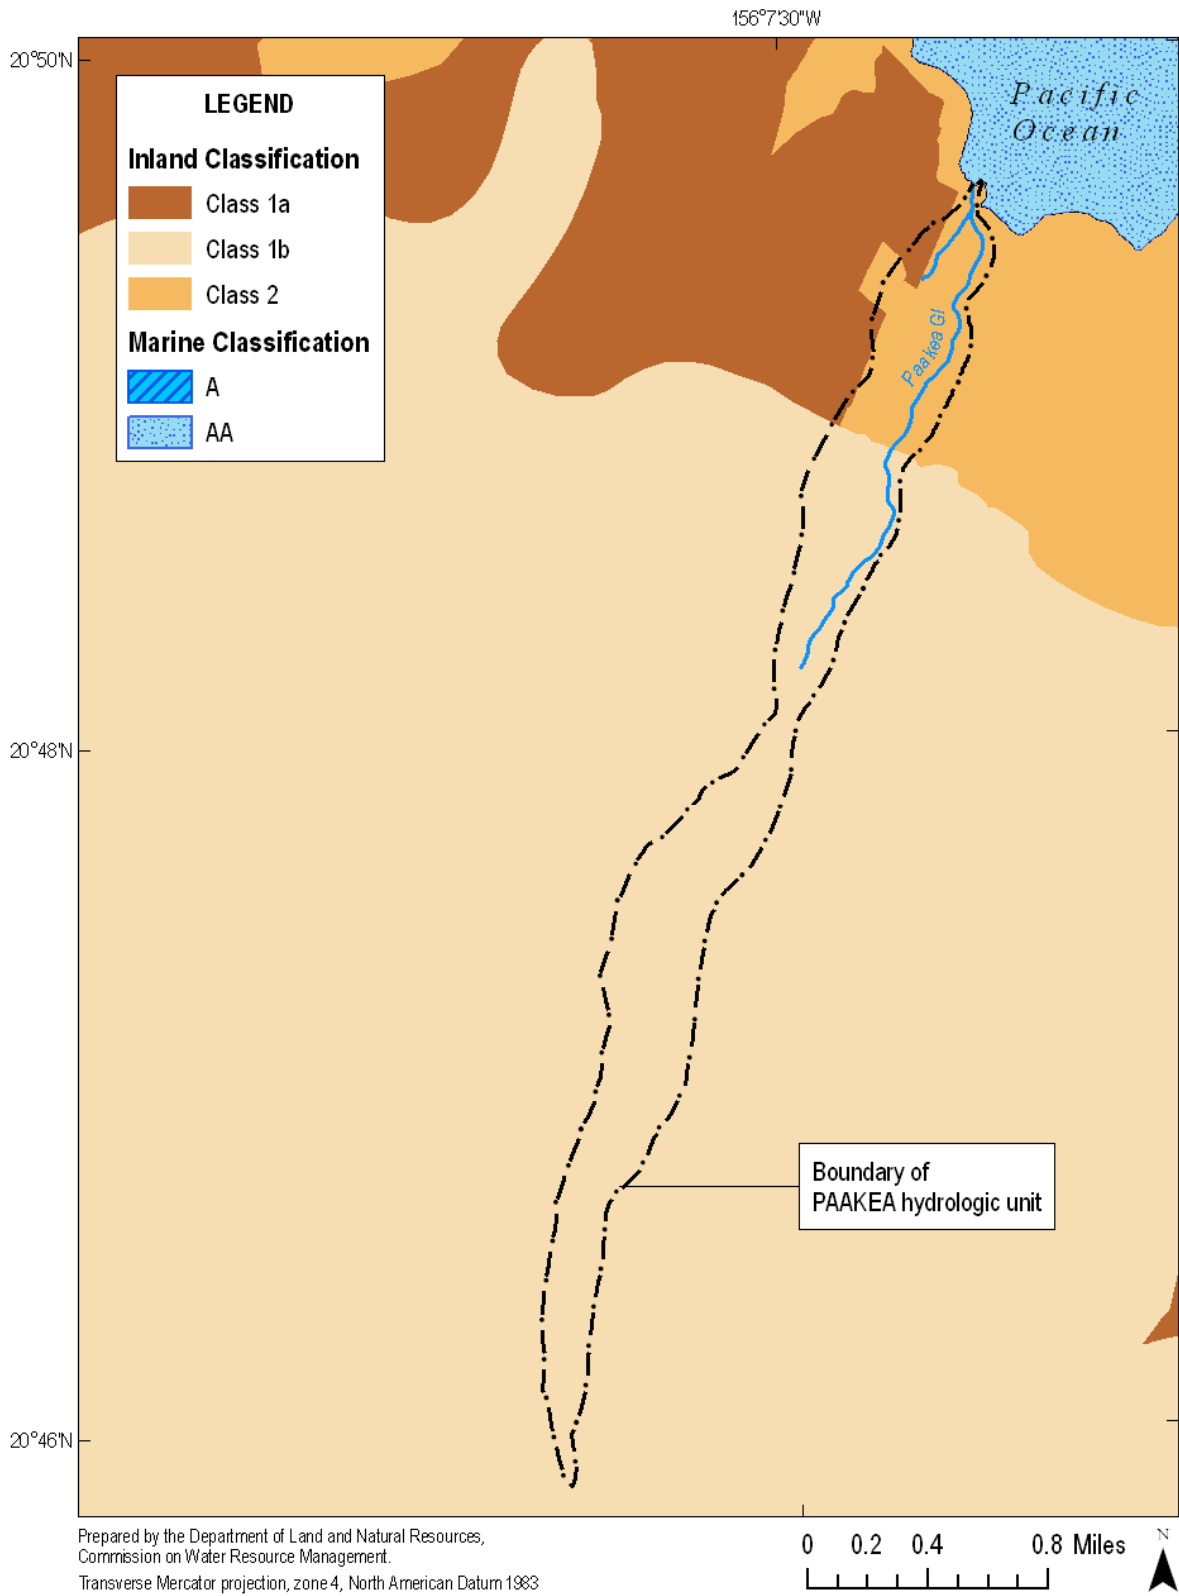 156°7'30"W
20°50'N
Pacific
Ocean
LEGEND
Inland Classification
Class 1a
Class 1b
Class 2
Marine Classification
A
AA
Paakea Gl
20°48'N
Boundary of
PAAKEA hydrologic unit
20°46'N
Prepared by the Department of Land and Natural Resources,
Commission on Water Resource Management.
Transverse Mercator projection, zone 4, North American Datum 1983
0 0.2 0.4 0.8 Miles
N